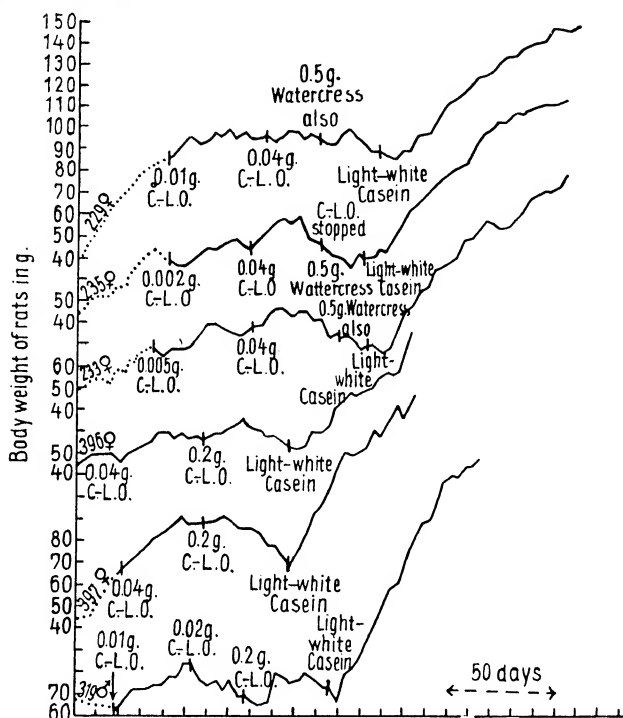 Body weight of rats in g.
150
140
130
120
110
100
90
80
70
60
50
40
50
40
60
50
40
50
40
80
70
60
50
40
70
60
229♀
0.01g.
C.-L.O.
0.04g.
C.-L.O.
0.5g.
Watercress
also
Light-white
Casein
235♀
0.002g.
C.-L.O
0.04g
C.-L.O
C.-L.O.
stopped
0.5g.
Watercress
Light-white
Casein
233♀
0.005g.
C.-L.O.
0.04g
C.-L.O.
0.5g. Watercress
also
Light-
white
Casein
396♀
0.04g.
C.-L.O.
0.2g.
C.-L.O.
Light-white
Casein
397♀
0.04g.
C.-L.O.
0.2g.
C.-L.O.
Light-white
Casein
319♂
0.01g.
C.-L.O.
0.02g.
C.-L.O.
0.2g.
C.-L.O.
Light-
white
Casein
50 days